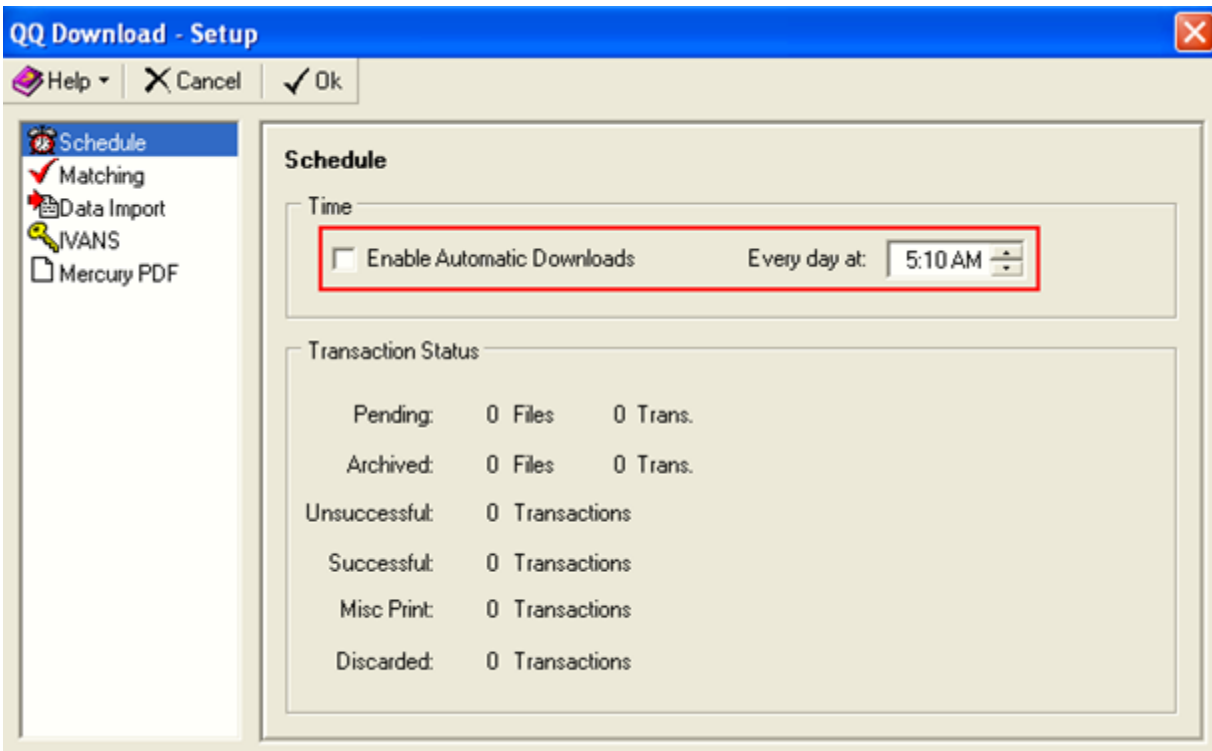 QQ Download - Setup
Help Cancel Ok
Schedule
Matching
Data Import
IVANS
Mercury PDF
Schedule
Time
Enable Automatic Downloads Every day at: 5:10 AM
Transaction Status
Pending: 0 Files 0 Trans.
Archived: 0 Files 0 Trans.
Unsuccessful: 0 Transactions
Successful: 0 Transactions
Misc Print: 0 Transactions
Discarded: 0 Transactions